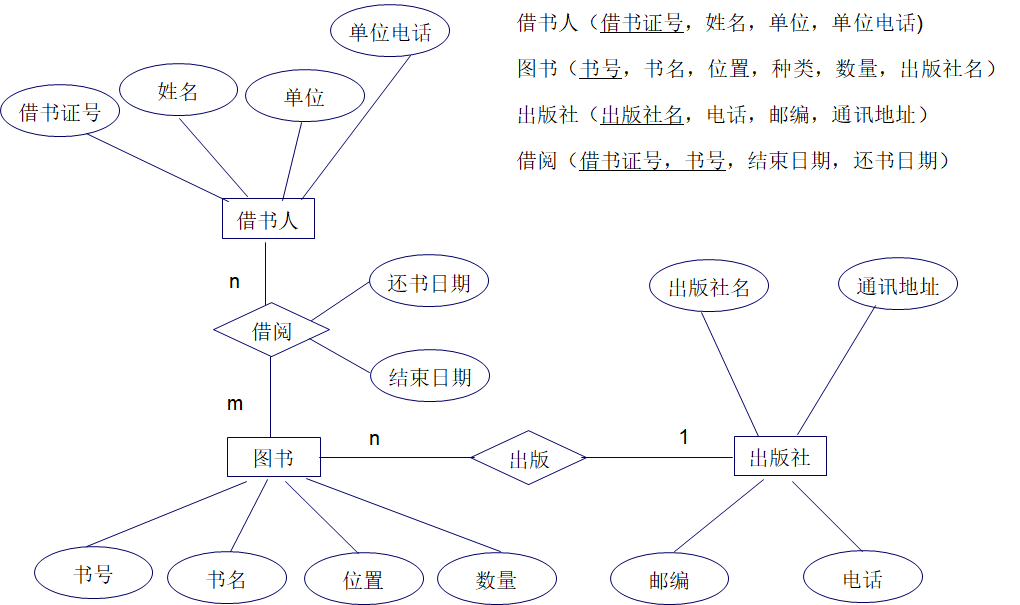 单位电话
借书人（借书证号，姓名，单位，单位电话)
姓名
单位
借书证号
图书（书号，书名，位置，种类，数量，出版社名）
出版社（出版社名，电话，邮编，通讯地址）
借阅（借书证号，书号，结束日期，还书日期）
借书人
n
还书日期
出版社名
通讯地址
借阅
结束日期
m
图书
n
出版
1
出版社
书号
书名
位置
数量
邮编
电话